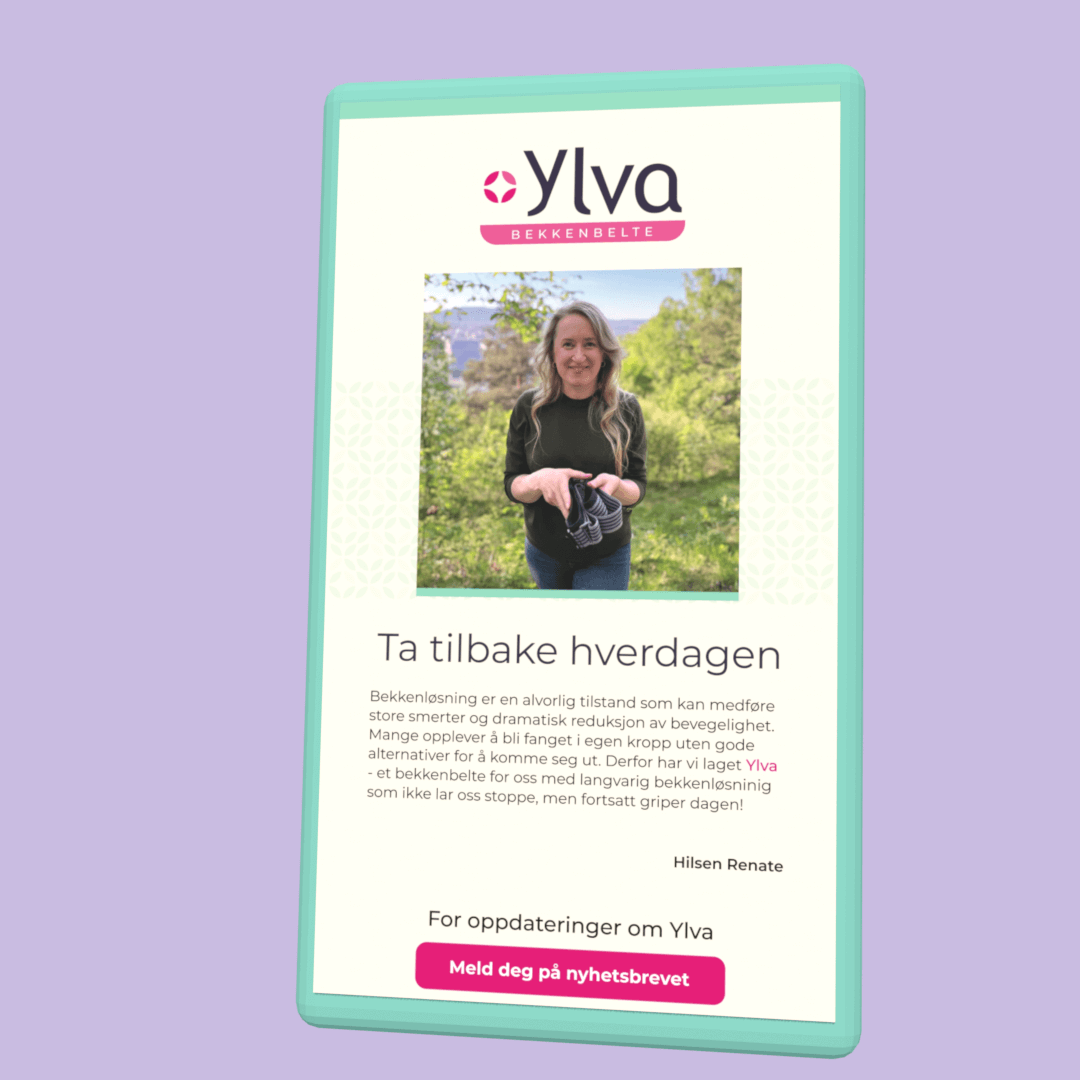 Ylva
BEKKENBELTE
Ta tilbake hverdagen
Bekkenløsning er en alvorlig tilstand som kan medføre
store smerter og dramatisk reduksjon av bevegelighet.
Mange opplever å bli fanget i egen kropp uten gode
alternativer for å komme seg ut. Derfor har vi laget Ylva
- et bekkenbelte for oss med langvarig bekkenløsninig
som ikke lar oss stoppe, men fortsatt griper dagen!
Hilsen Renate
For oppdateringer om Ylva
Meld deg på nyhetsbrevet